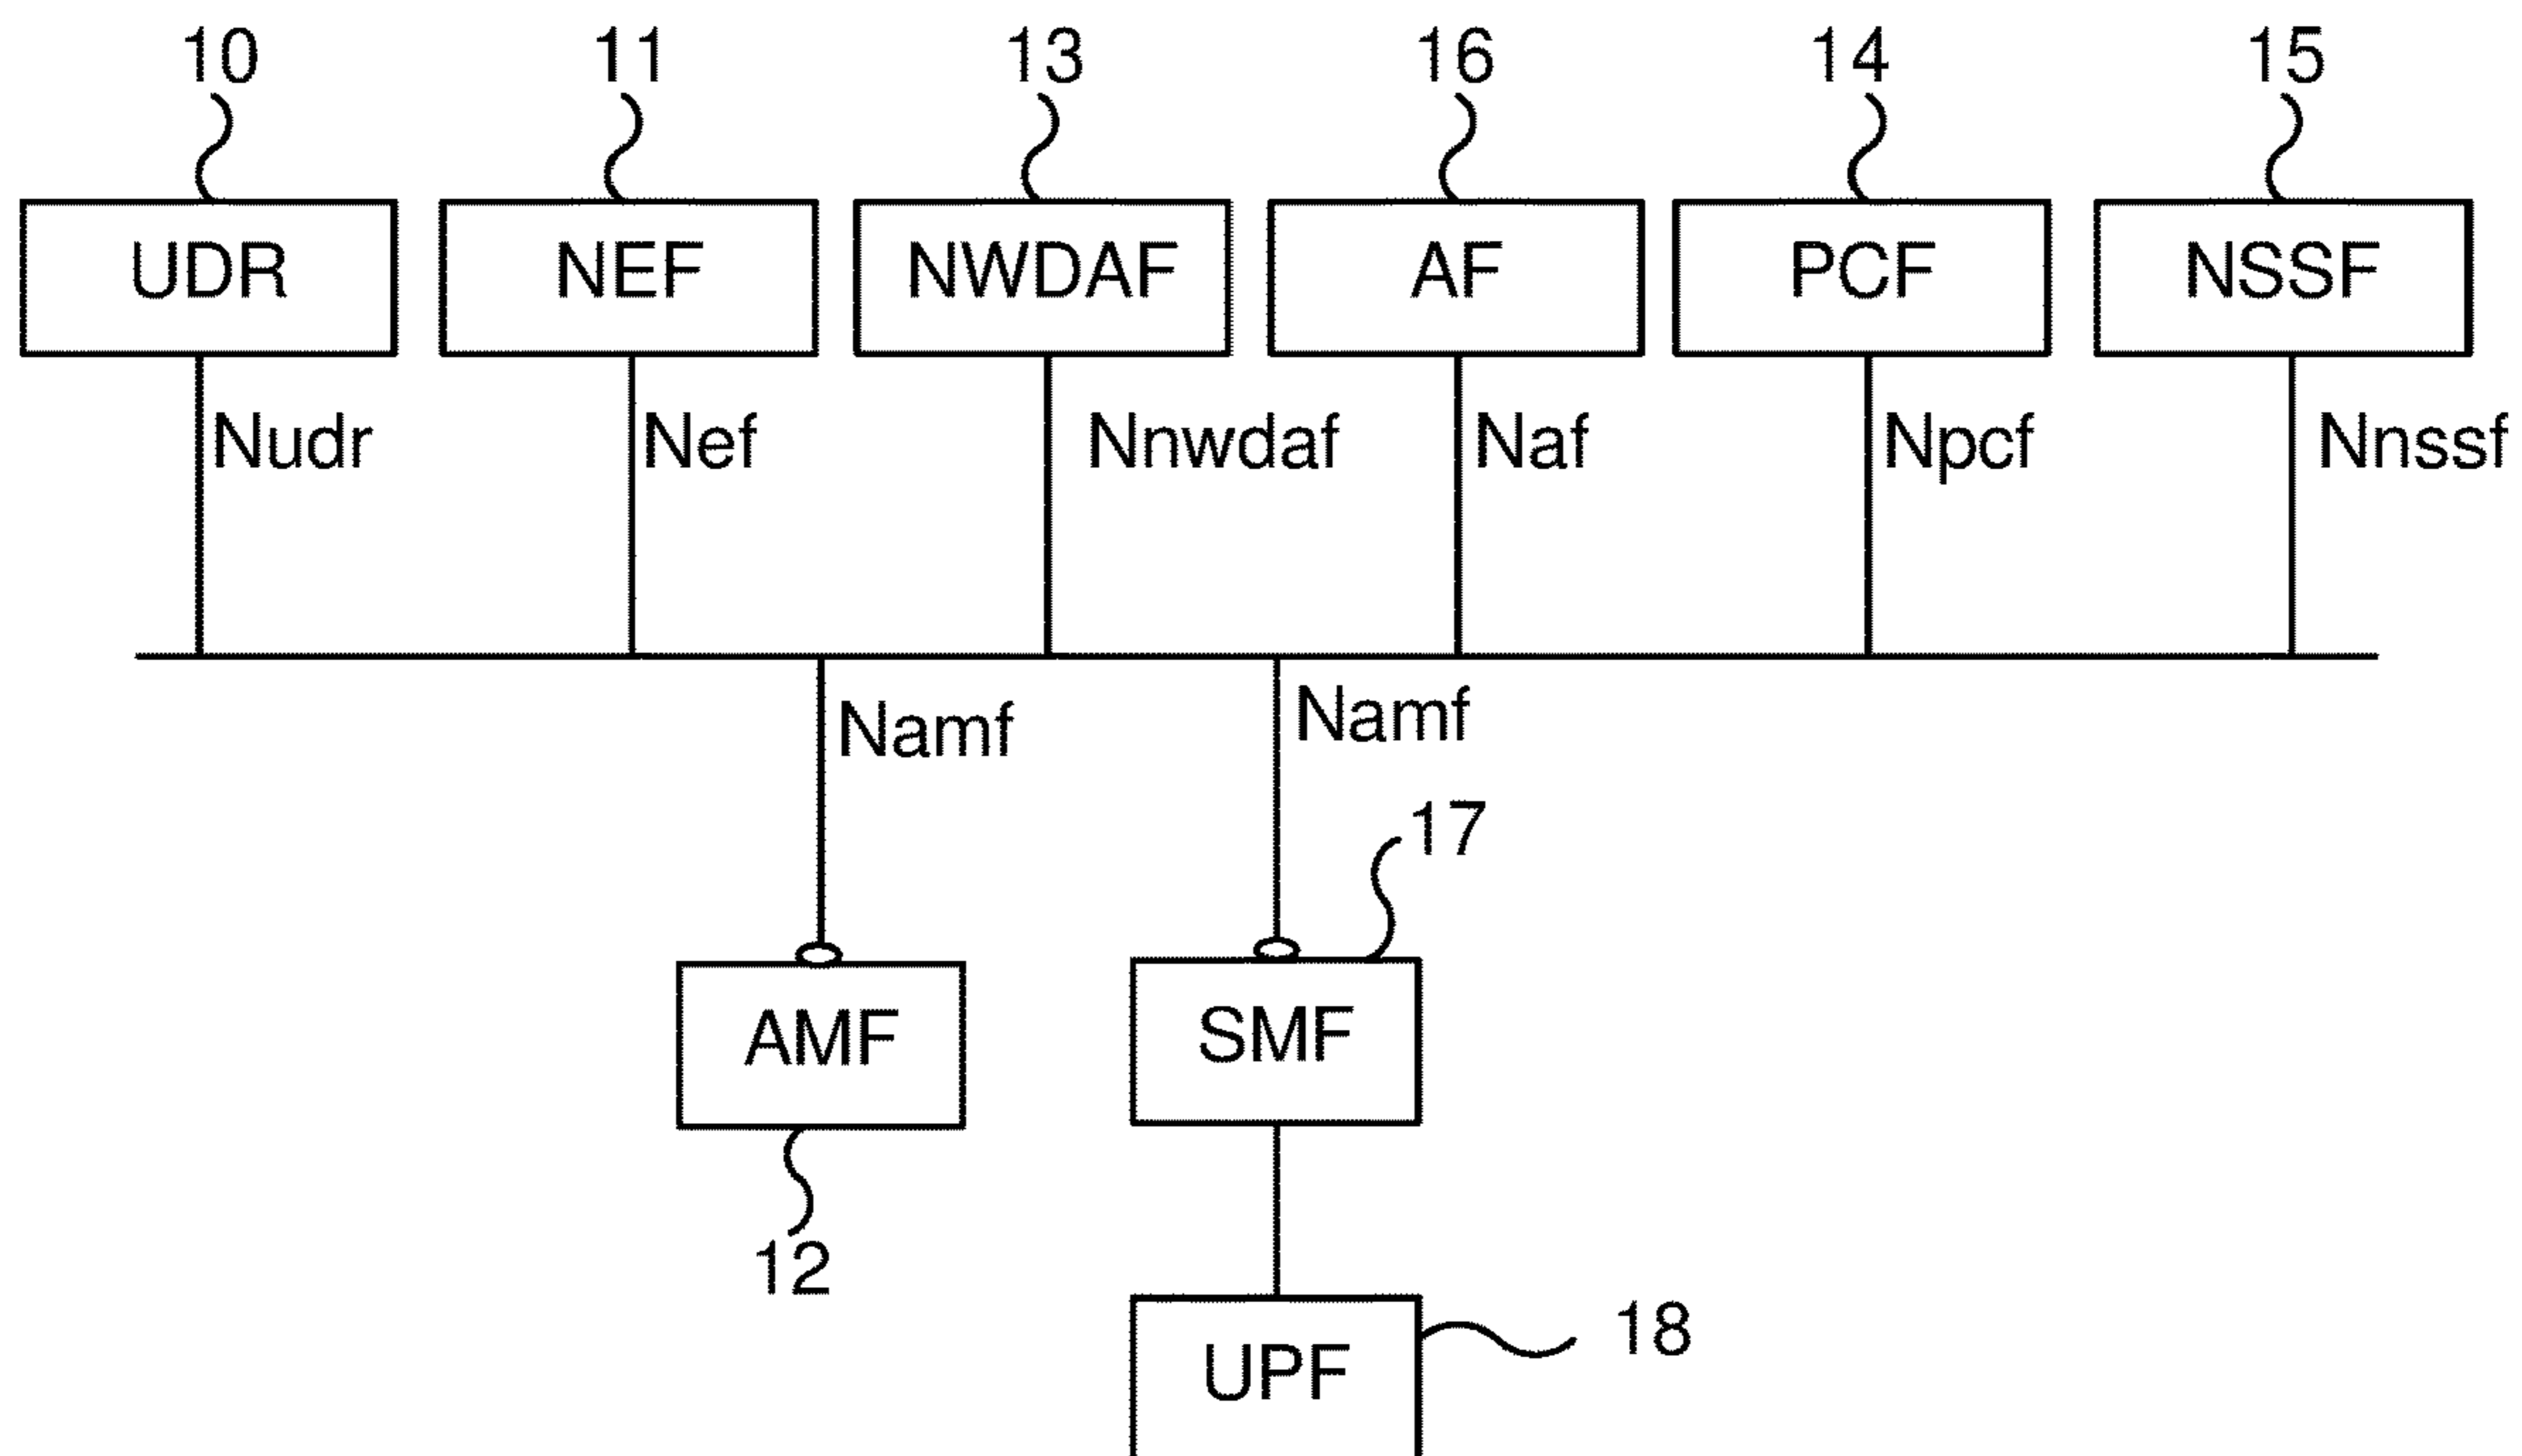 10 11 13 16 14 15
UDR NEF NWDAF AF PCF NSSF
Nudr Nef Nnwdaf Naf Npcf Nnssf
Namf Namf
17
AMF SMF
12
18
UPF